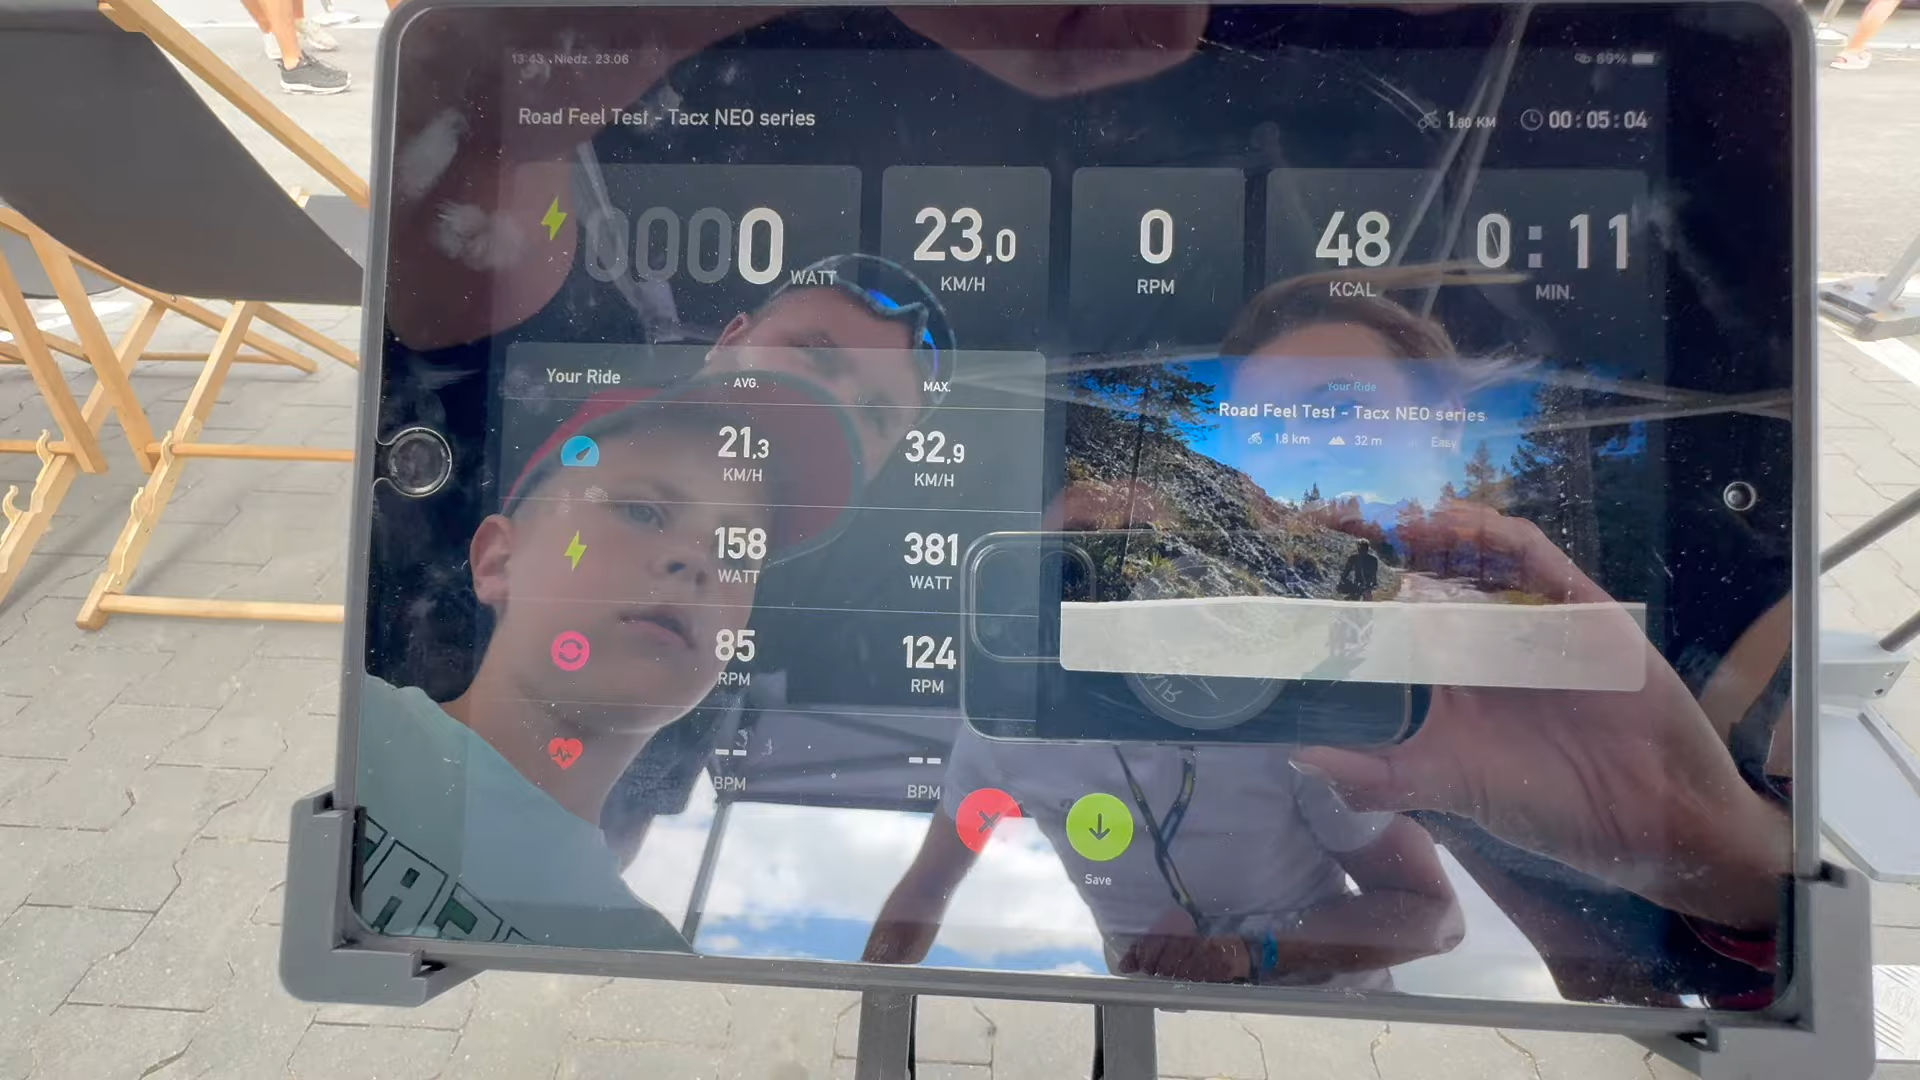 13:43 Niedz. 23.06
89%
Road Feel Test - Tacx NEO series
1.80 KM
00:05:04
0000 WATT
23,0 KM/H
0 RPM
48 KCAL
0:11 MIN.
Your Ride
AVG.
MAX.
21,3 KM/H
32,9 KM/H
158 WATT
381 WATT
85 RPM
124 RPM
-- BPM
-- BPM
Your Ride
Road Feel Test - Tacx NEO series
1.8 km
32 m
Easy
Save